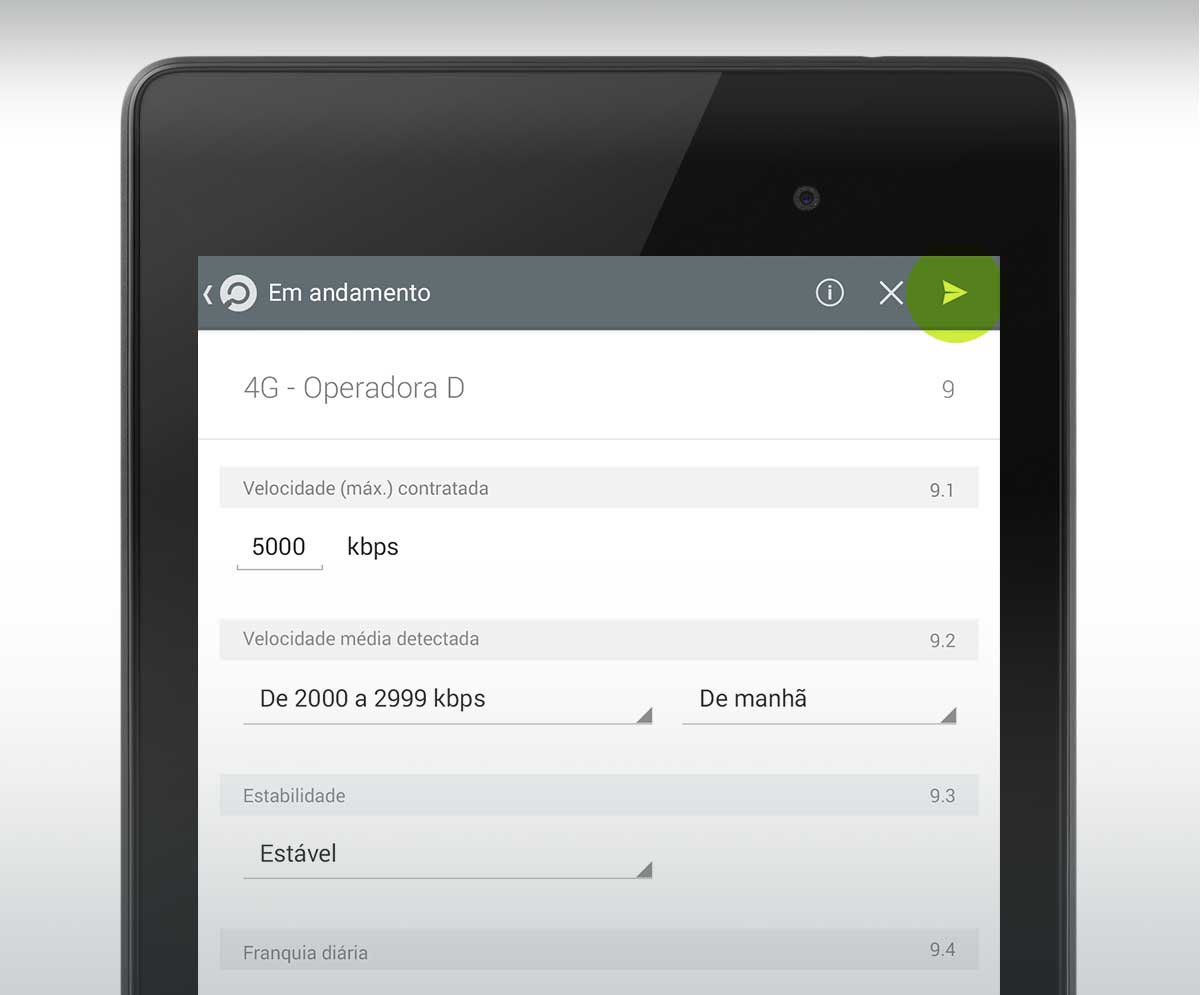 Em andamento
4G - Operadora D 9
Velocidade (máx.) contratada 9.1
5000 kbps
Velocidade média detectada 9.2
De 2000 a 2999 kbps De manhã
Estabilidade 9.3
Estável
Franquia diária 9.4